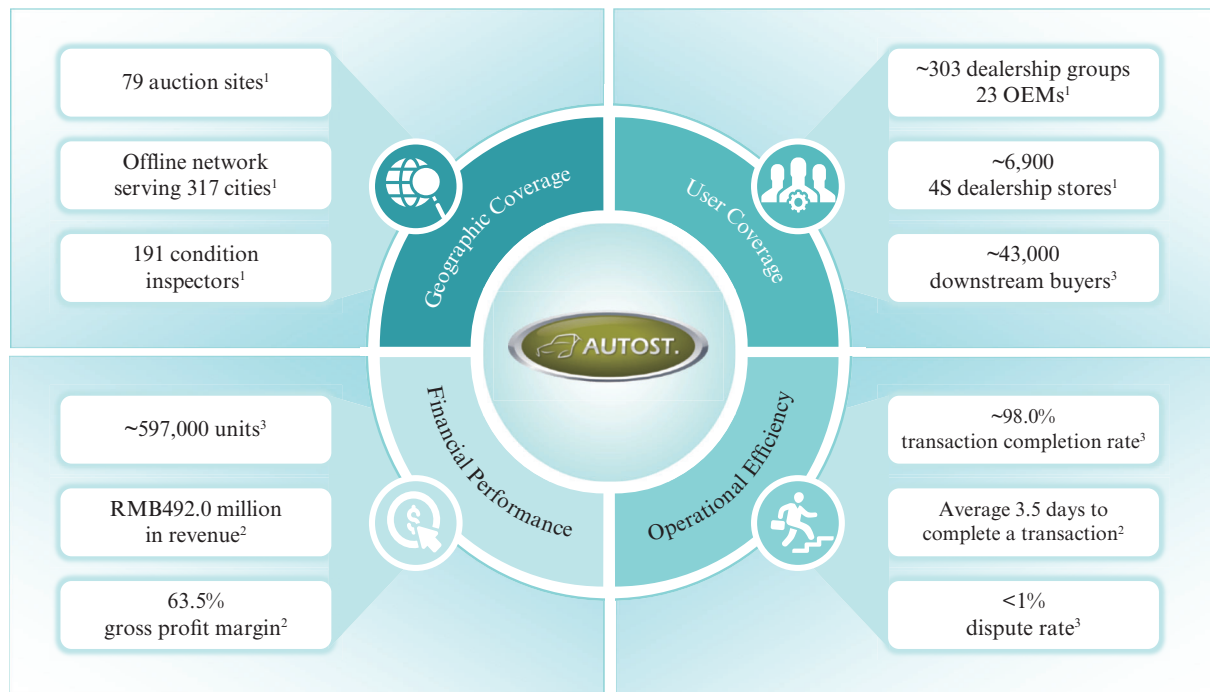 79 auction sites¹
Offline network
serving 317 cities¹
191 condition
inspectors¹
Geographic Coverage
~303 dealership groups
23 OEMs¹
~6,900
4S dealership stores¹
~43,000
downstream buyers³
User Coverage
AUTOST.
~597,000 units³
RMB492.0 million
in revenue²
63.5%
gross profit margin²
Financial Performance
~98.0%
transaction completion rate³
Average 3.5 days to
complete a transaction²
<1%
dispute rate³
Operational Efficiency